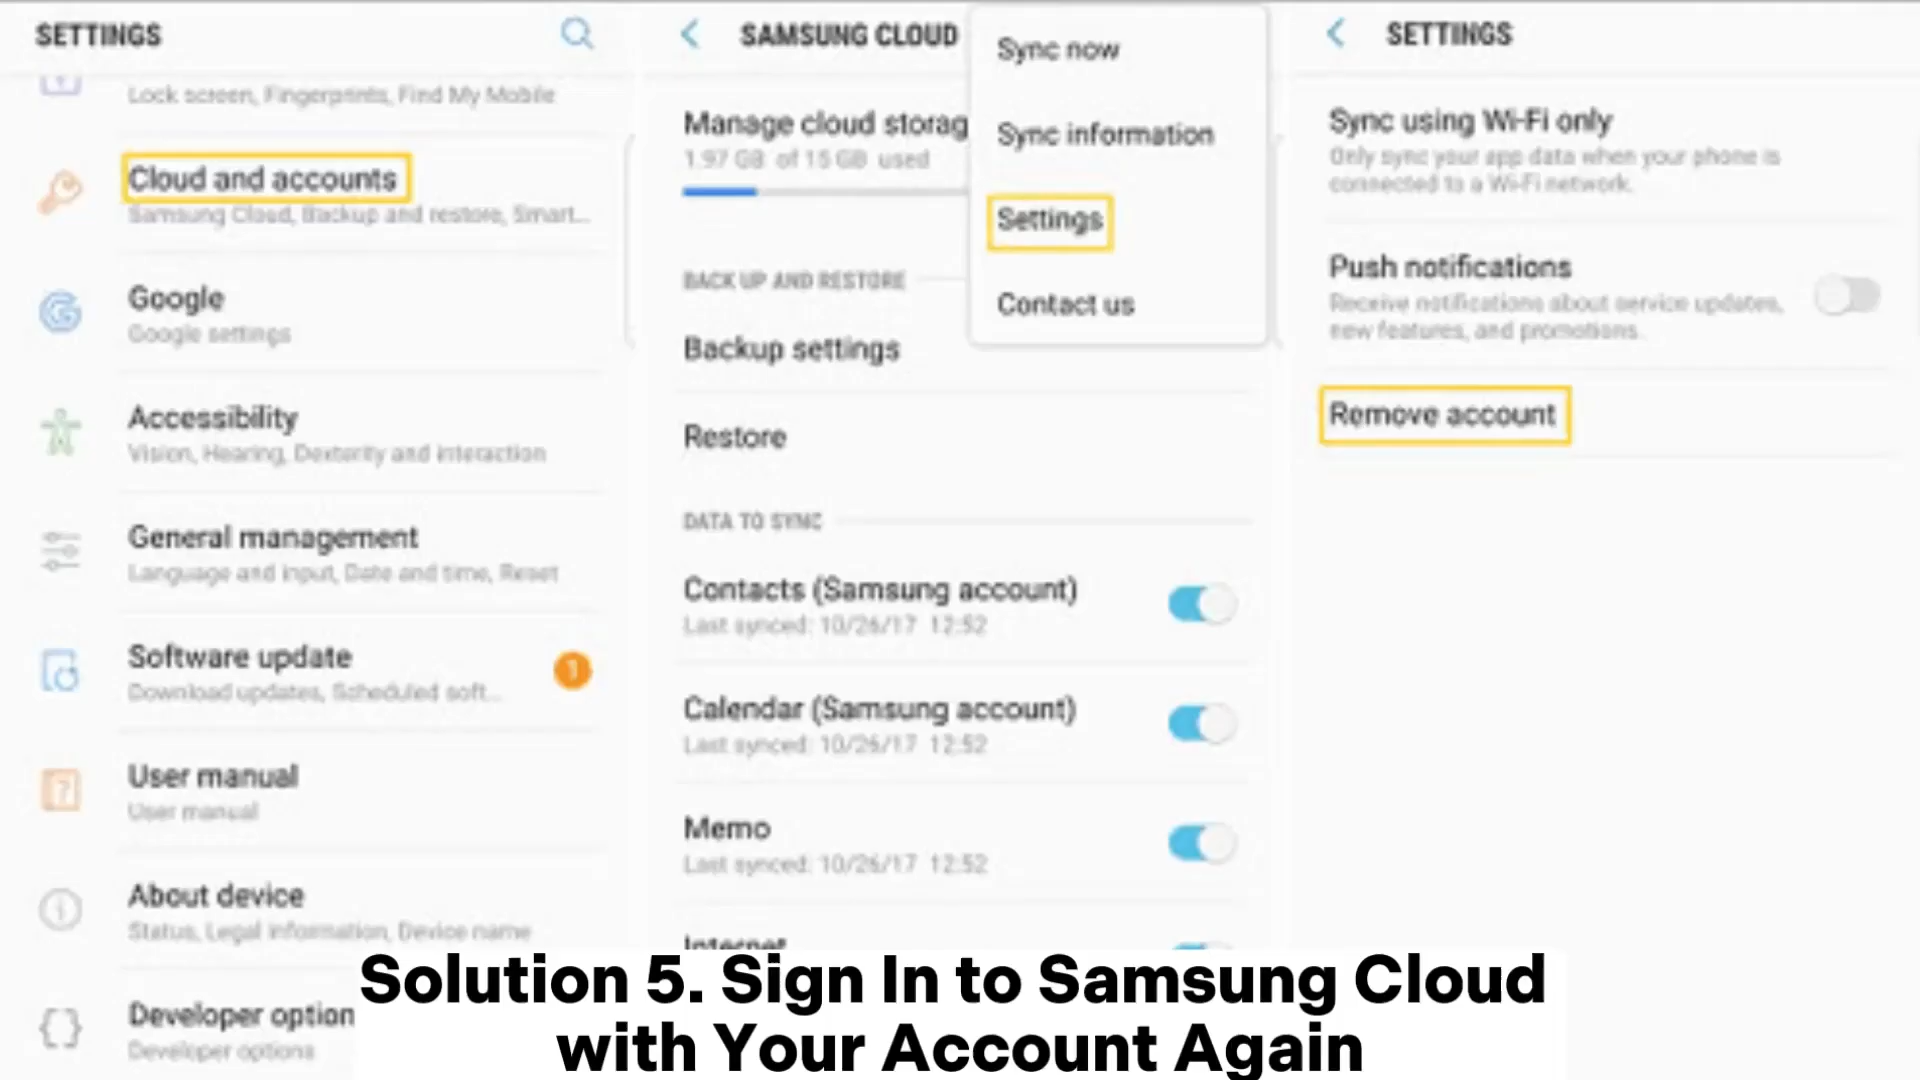 SETTINGS
Lock screen, Fingerprints, Find My Mobile
Cloud and accounts
Samsung Cloud, Backup and restore, Smart...
Google
Google settings
Accessibility
Vision, Hearing, Dexterity and interaction
General management
Language and input, Date and time, Reset
Software update
1
Download updates, Scheduled soft...
User manual
User manual
About device
Status, Legal information, Device name
Developer option
Developer options
SAMSUNG CLOUD
Manage cloud storag
1.97 GB of 15 GB used
BACK UP AND RESTORE
Backup settings
Restore
DATA TO SYNC
Contacts (Samsung account)
Last synced: 10/26/17 12:52
Calendar (Samsung account)
Last synced: 10/26/17 12:52
Memo
Last synced: 10/26/17 12:52
Internet
Sync now
Sync information
Settings
Contact us
SETTINGS
Sync using Wi-Fi only
Only sync your app data when your phone is
connected to a Wi-Fi network.
Push notifications
Receive notifications about service updates,
new features, and promotions.
Remove account
Solution 5. Sign In to Samsung Cloud
with Your Account Again